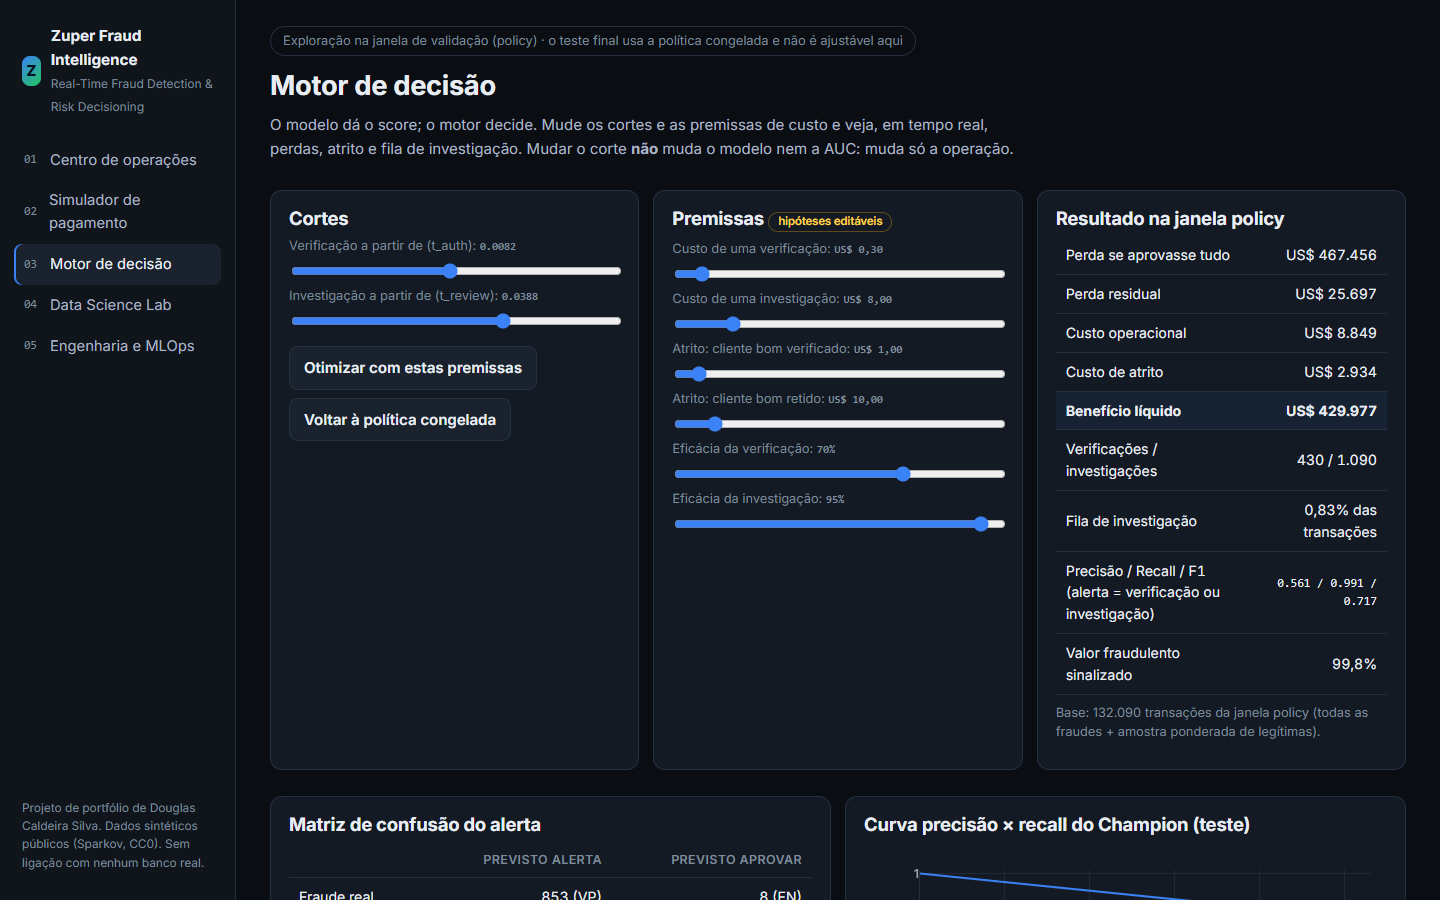 Z
Zuper Fraud
Intelligence
Real-Time Fraud Detection &
Risk Decisioning
01 Centro de operações
02 Simulador de
pagamento
03 Motor de decisão
04 Data Science Lab
05 Engenharia e MLOps
Projeto de portfólio de Douglas
Caldeira Silva. Dados sintéticos
públicos (Sparkov, CC0). Sem
ligação com nenhum banco real.
Exploração na janela de validação (policy) · o teste final usa a política congelada e não é ajustável aqui
Motor de decisão
O modelo dá o score; o motor decide. Mude os cortes e as premissas de custo e veja, em tempo real,
perdas, atrito e fila de investigação. Mudar o corte não muda o modelo nem a AUC: muda só a operação.
Cortes
Verificação a partir de (t_auth): 0.0082
Investigação a partir de (t_review): 0.0388
Otimizar com estas premissas
Voltar à política congelada
Premissas hipóteses editáveis
Custo de uma verificação: US$ 0,30
Custo de uma investigação: US$ 8,00
Atrito: cliente bom verificado: US$ 1,00
Atrito: cliente bom retido: US$ 10,00
Eficácia da verificação: 70%
Eficácia da investigação: 95%
Resultado na janela policy
Perda se aprovasse tudo US$ 467.456
Perda residual US$ 25.697
Custo operacional US$ 8.849
Custo de atrito US$ 2.934
Benefício líquido US$ 429.977
Verificações /
investigações 430 / 1.090
Fila de investigação 0,83% das
transações
Precisão / Recall / F1
(alerta = verificação ou
investigação) 0.561 / 0.991 /
0.717
Valor fraudulento
sinalizado 99,8%
Base: 132.090 transações da janela policy (todas as
fraudes + amostra ponderada de legítimas).
Matriz de confusão do alerta
PREVISTO ALERTA PREVISTO APROVAR
Fraude real 853 (VP) 8 (FN)
Curva precisão × recall do Champion (teste)
1